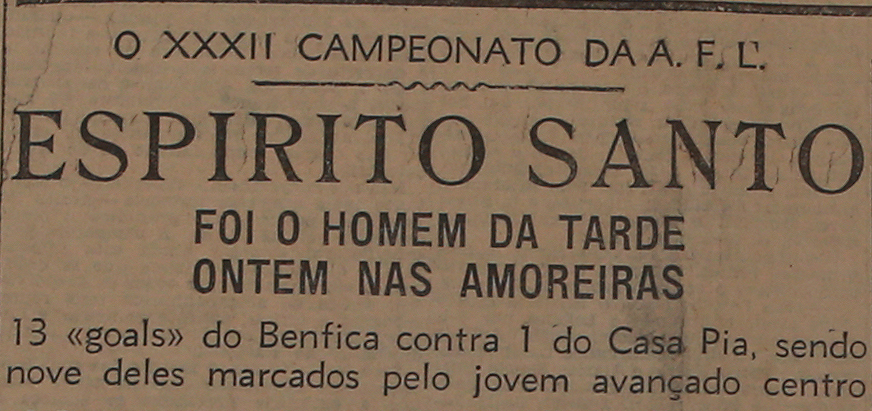 O XXXII CAMPEONATO DA A. F. L.
ESPIRITO SANTO
FOI O HOMEM DA TARDE
ONTEM NAS AMOREIRAS
13 «goals» do Benfica contra 1 do Casa Pia, sendo
nove deles marcados pelo jovem avançado centro